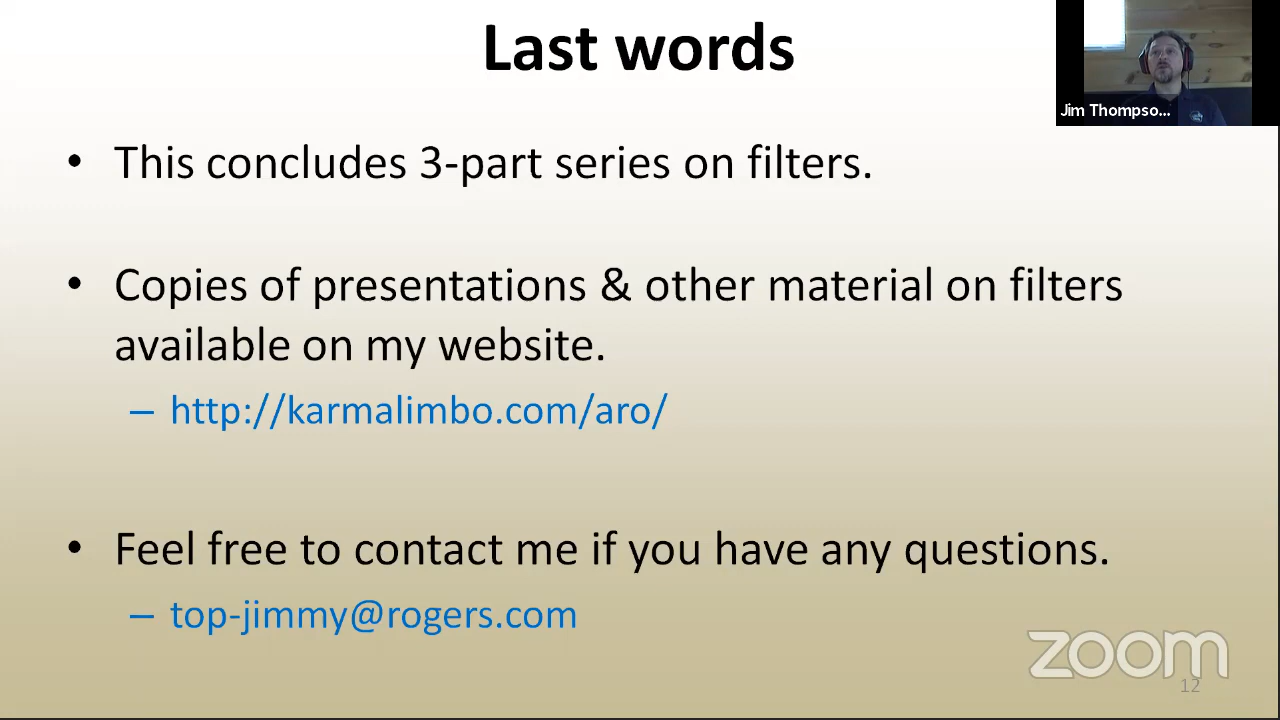 Last words
Jim Thompso...
• This concludes 3-part series on filters.
• Copies of presentations & other material on filters
available on my website.
– http://karmalimbo.com/aro/
• Feel free to contact me if you have any questions.
– top-jimmy@rogers.com
zoom
12